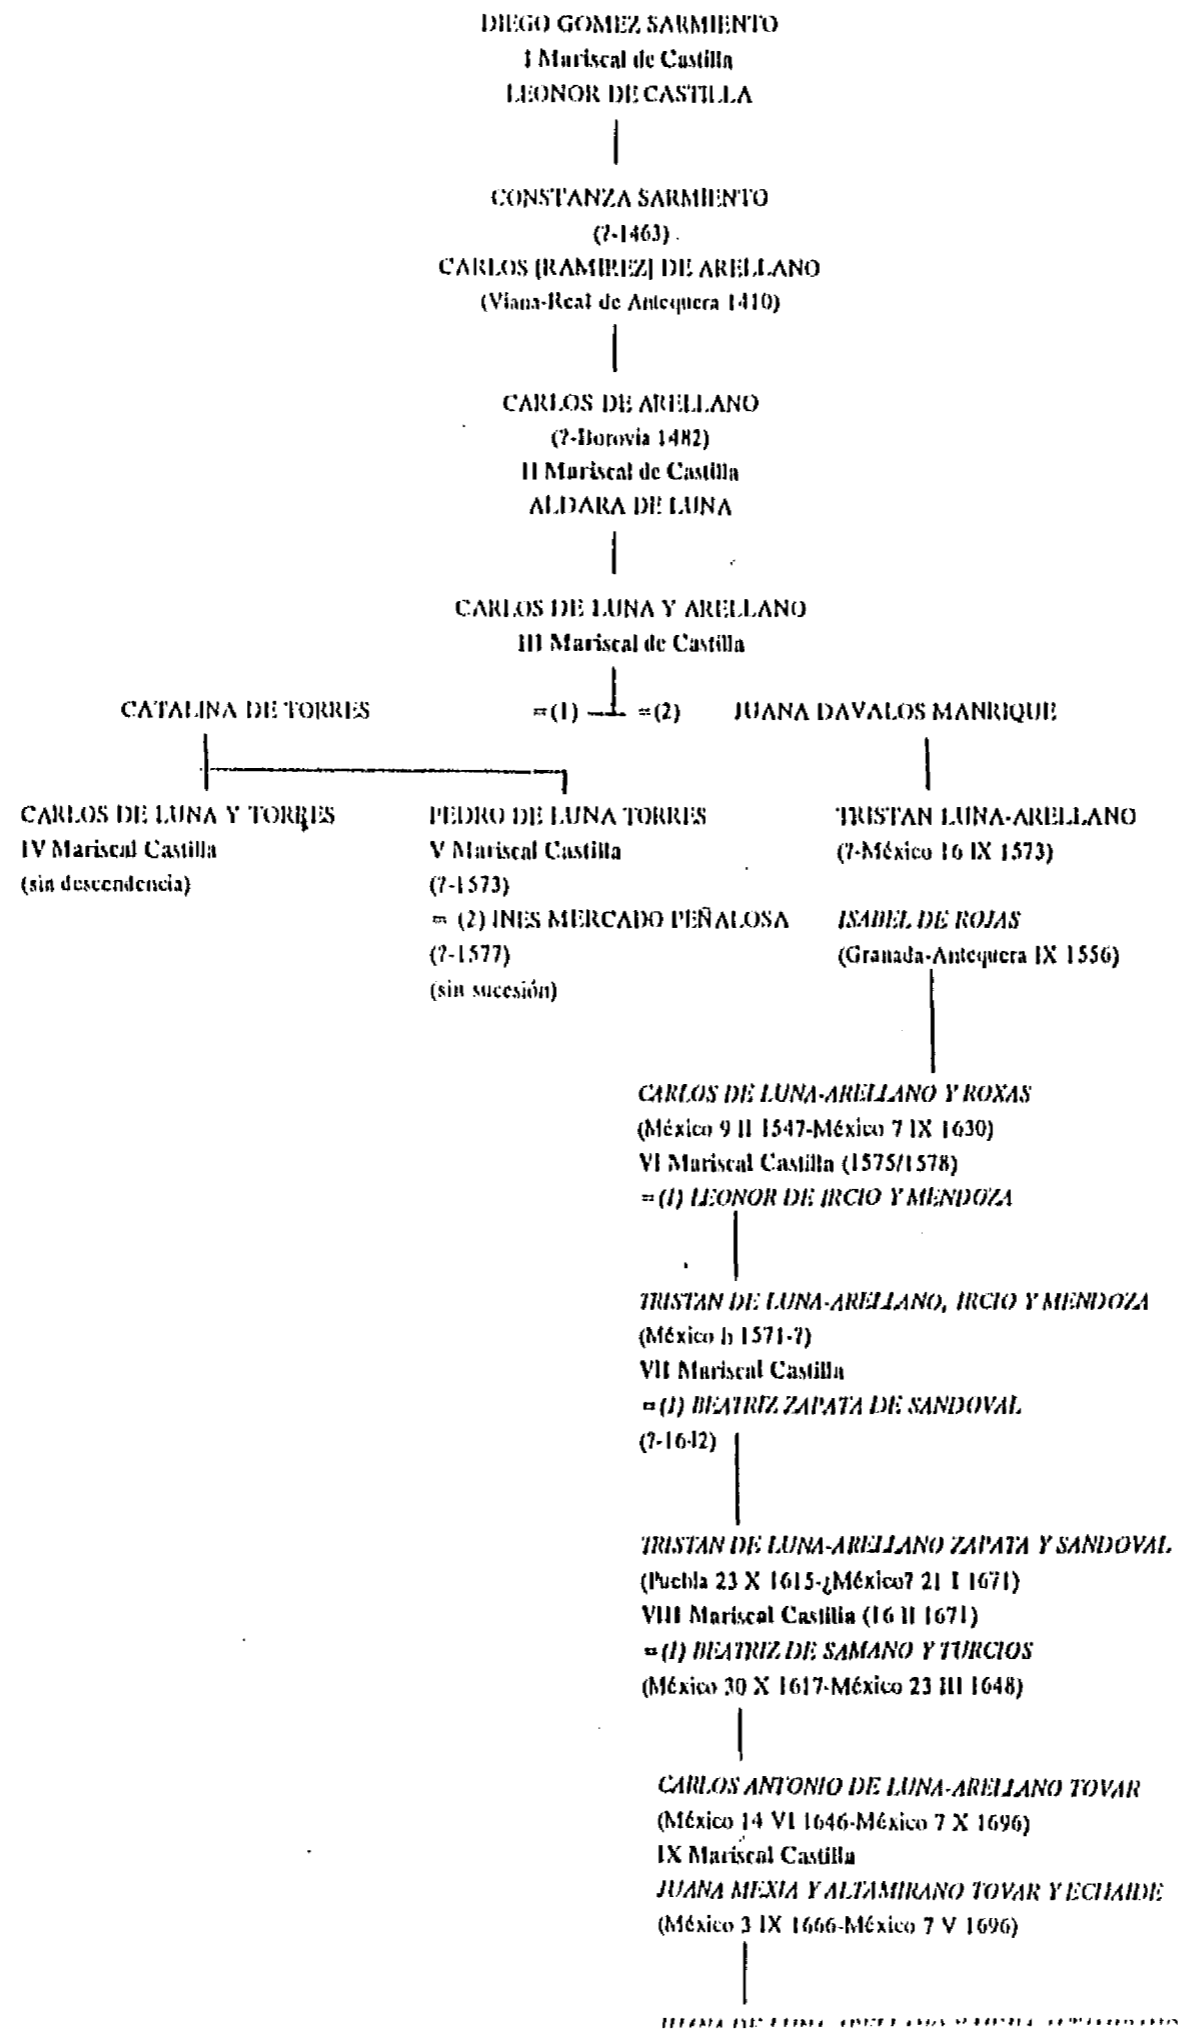 DIEGO GOMEZ SARMIENTO
I Mariscal de Castilla
LEONOR DE CASTILLA
CONSTANZA SARMIENTO
(?-1463)
CARLOS [RAMIREZ] DE ARELLANO
(Viana-Real de Antequera 1410)
CARLOS DE ARELLANO
(?-Borovia 1482)
II Mariscal de Castilla
ALDARA DE LUNA
CARLOS DE LUNA Y ARELLANO
III Mariscal de Castilla
CATALINA DE TORRES =(1) =(2) JUANA DAVALOS MANRIQUE
CARLOS DE LUNA Y TORRES
IV Mariscal Castilla
(sin descendencia)
PEDRO DE LUNA TORRES
V Mariscal Castilla
(?-1573)
= (2) INES MERCADO PEÑALOSA
(?-1577)
(sin sucesión)
TRISTAN LUNA-ARELLANO
(?-México 16 IX 1573)
ISABEL DE ROJAS
(Granada-Antequera IX 1556)
CARLOS DE LUNA-ARELLANO Y ROXAS
(México 9 II 1547-México 7 IX 1630)
VI Mariscal Castilla (1575/1578)
=(1) LEONOR DE IRCIO Y MENDOZA
TRISTAN DE LUNA-ARELLANO, IRCIO Y MENDOZA
(México h 1571-?)
VII Mariscal Castilla
=(1) BEATRIZ ZAPATA DE SANDOVAL
(?-1642)
TRISTAN DE LUNA-ARELLANO ZAPATA Y SANDOVAL
(Puebla 23 X 1615-¿México? 21 I 1671)
VIII Mariscal Castilla (16 II 1671)
=(1) BEATRIZ DE SAMANO Y TURCIOS
(México 30 X 1617-México 23 III 1648)
CARLOS ANTONIO DE LUNA-ARELLANO TOVAR
(México 14 VI 1646-México 7 X 1696)
IX Mariscal Castilla
JUANA MEXIA Y ALTAMIRANO TOVAR Y ECHAIDE
(México 3 IX 1666-México 7 V 1696)